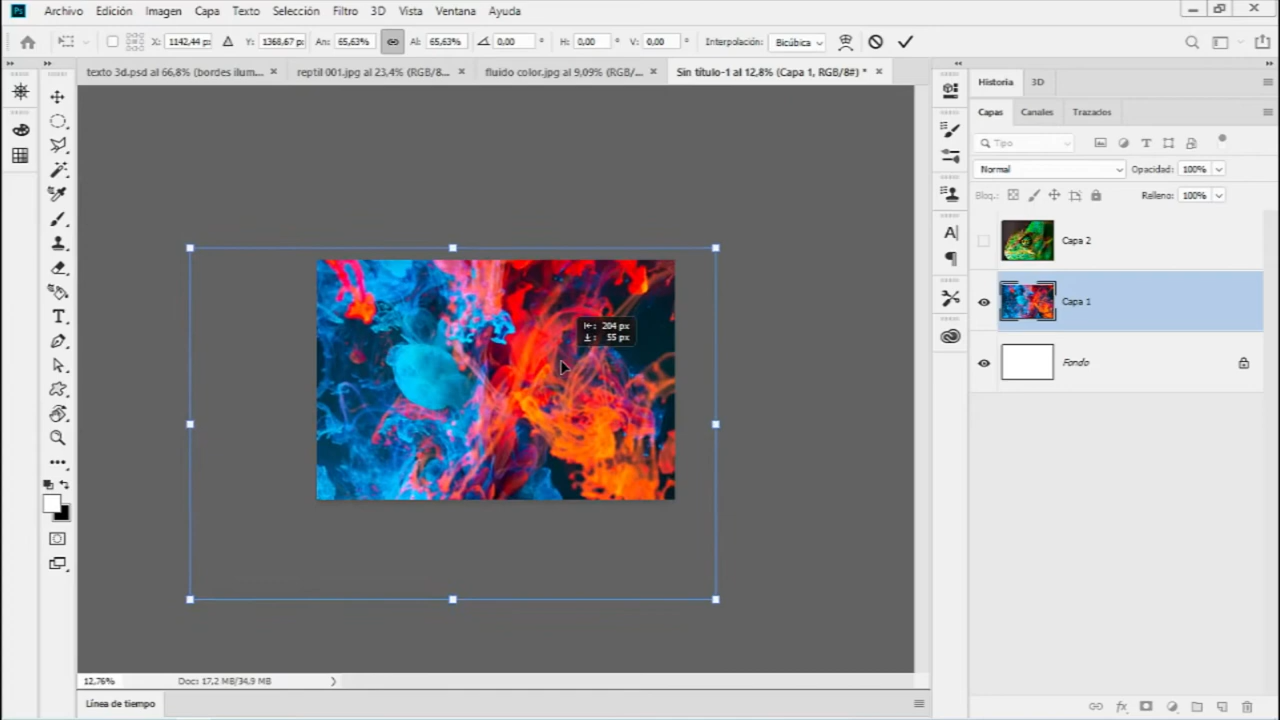 Ps Archivo Edición Imagen Capa Texto Selección Filtro 3D Vista Ventana Ayuda
X: 1142,44 px Y: 1368,67 px An: 65,63% Al: 65,63% 0,00 ° H: 0,00 ° V: 0,00 ° Interpolación: Bicúbica
texto 3d.psd al 66,8% (bordes ilum... × reptil 001.jpg al 23,4% (RGB/8... × fluido color.jpg al 9,09% (RGB/... × Sin título-1 al 12,8% (Capa 1, RGB/8#) * ×
Historia 3D
Capas Canales Trazados
Tipo
Normal Opacidad: 100%
Bloq.: Relleno: 100%
Capa 2
Capa 1
Fondo
204 px
55 px
12,76% Doc: 17,2 MB/34,9 MB
Línea de tiempo